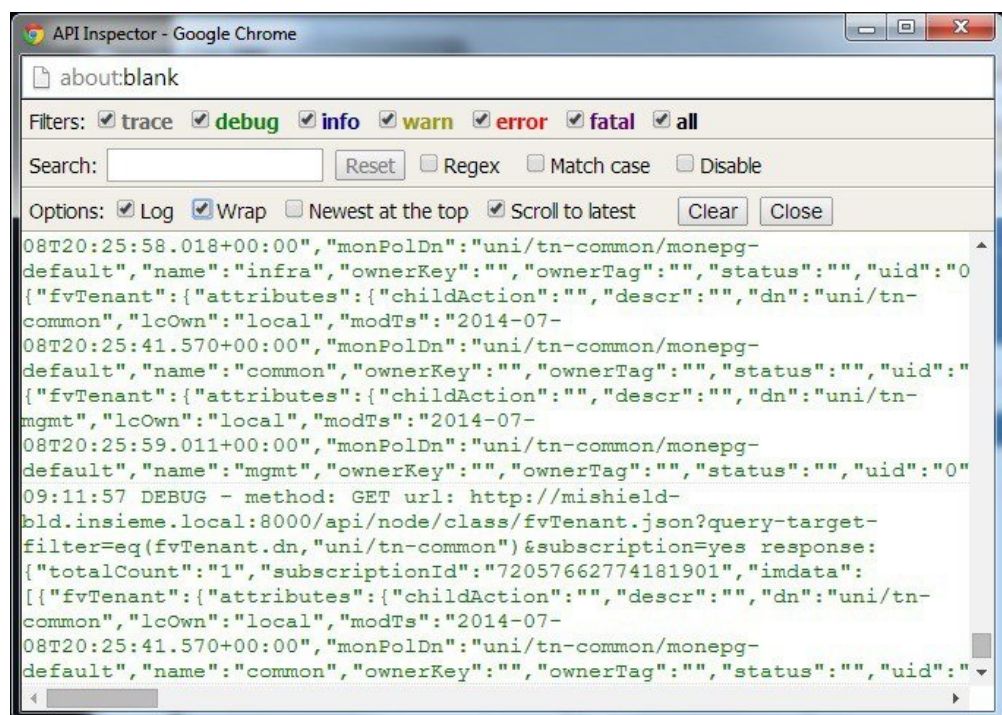 API Inspector - Google Chrome
about:blank
Filters: trace debug info warn error fatal all
Search: Reset Regex Match case Disable
Options: Log Wrap Newest at the top Scroll to latest Clear Close
08T20:25:58.018+00:00","monPolDn":"uni/tn-common/monepg-
default","name":"infra","ownerKey":"","ownerTag":"","status":"","uid":"0
{"fvTenant":{"attributes":{"childAction":"","descr":"","dn":"uni/tn-
common","lcOwn":"local","modTs":"2014-07-
08T20:25:41.570+00:00","monPolDn":"uni/tn-common/monepg-
default","name":"common","ownerKey":"","ownerTag":"","status":"","uid":"
{"fvTenant":{"attributes":{"childAction":"","descr":"","dn":"uni/tn-
mgmt","lcOwn":"local","modTs":"2014-07-
08T20:25:59.011+00:00","monPolDn":"uni/tn-common/monepg-
default","name":"mgmt","ownerKey":"","ownerTag":"","status":"","uid":"0"
09:11:57 DEBUG - method: GET url: http://mishield-
bld.insieme.local:8000/api/node/class/fvTenant.json?query-target-
filter=eq(fvTenant.dn,"uni/tn-common")&subscription=yes response:
{"totalCount":"1","subscriptionId":"72057662774181901","imdata":
[{"fvTenant":{"attributes":{"childAction":"","descr":"","dn":"uni/tn-
common","lcOwn":"local","modTs":"2014-07-
08T20:25:41.570+00:00","monPolDn":"uni/tn-common/monepg-
default","name":"common","ownerKey":"","ownerTag":"","status":"","uid":"